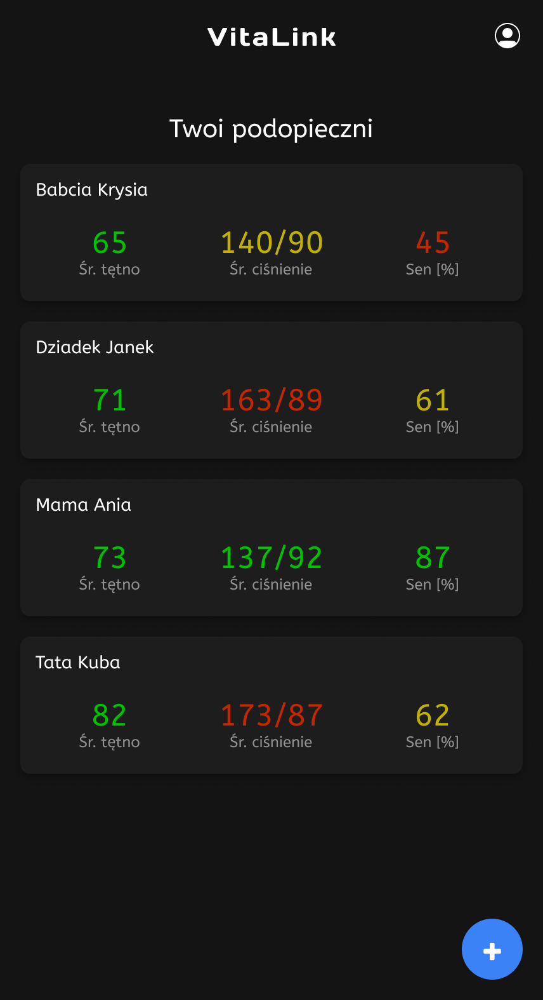 VitaLink
Twoi podopieczni
Babcia Krysia
65 140/90 45
Śr. tętno Śr. ciśnienie Sen [%]
Dziadek Janek
71 163/89 61
Śr. tętno Śr. ciśnienie Sen [%]
Mama Ania
73 137/92 87
Śr. tętno Śr. ciśnienie Sen [%]
Tata Kuba
82 173/87 62
Śr. tętno Śr. ciśnienie Sen [%]